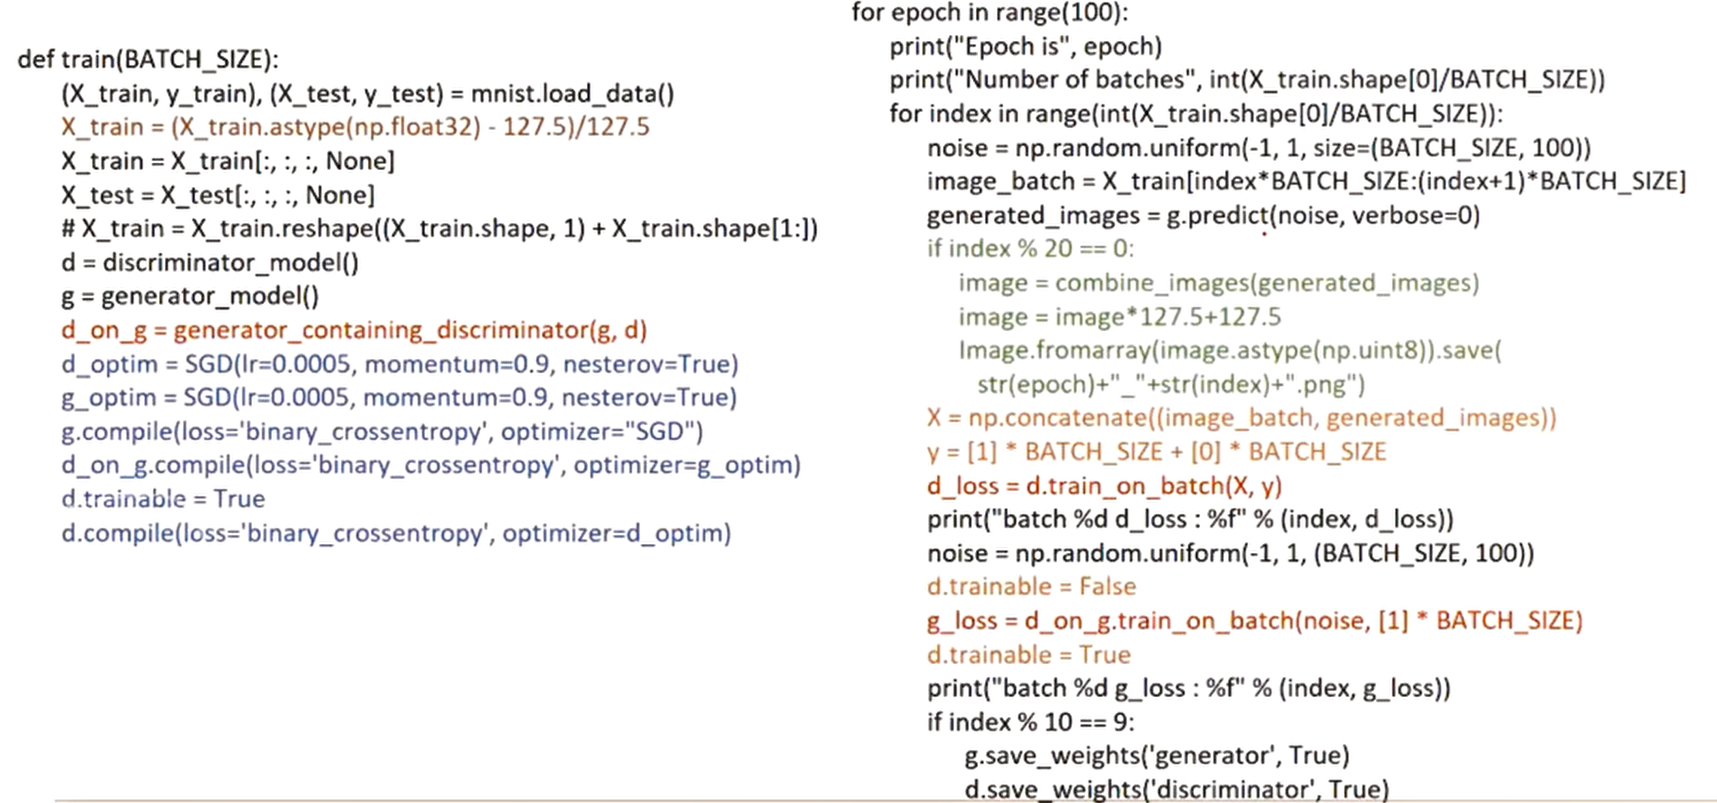 def train(BATCH_SIZE):
(X_train, y_train), (X_test, y_test) = mnist.load_data()
X_train = (X_train.astype(np.float32) - 127.5)/127.5
X_train = X_train[:, :, :, None]
X_test = X_test[:, :, :, None]
# X_train = X_train.reshape((X_train.shape, 1) + X_train.shape[1:])
d = discriminator_model()
g = generator_model()
d_on_g = generator_containing_discriminator(g, d)
d_optim = SGD(lr=0.0005, momentum=0.9, nesterov=True)
g_optim = SGD(lr=0.0005, momentum=0.9, nesterov=True)
g.compile(loss='binary_crossentropy', optimizer="SGD")
d_on_g.compile(loss='binary_crossentropy', optimizer=g_optim)
d.trainable = True
d.compile(loss='binary_crossentropy', optimizer=d_optim)
for epoch in range(100):
print("Epoch is", epoch)
print("Number of batches", int(X_train.shape[0]/BATCH_SIZE))
for index in range(int(X_train.shape[0]/BATCH_SIZE)):
noise = np.random.uniform(-1, 1, size=(BATCH_SIZE, 100))
image_batch = X_train[index*BATCH_SIZE:(index+1)*BATCH_SIZE]
generated_images = g.predict(noise, verbose=0)
if index % 20 == 0:
image = combine_images(generated_images)
image = image*127.5+127.5
Image.fromarray(image.astype(np.uint8)).save(
str(epoch)+"_"+str(index)+".png")
X = np.concatenate((image_batch, generated_images))
y = [1] * BATCH_SIZE + [0] * BATCH_SIZE
d_loss = d.train_on_batch(X, y)
print("batch %d d_loss : %f" % (index, d_loss))
noise = np.random.uniform(-1, 1, (BATCH_SIZE, 100))
d.trainable = False
g_loss = d_on_g.train_on_batch(noise, [1] * BATCH_SIZE)
d.trainable = True
print("batch %d g_loss : %f" % (index, g_loss))
if index % 10 == 9:
g.save_weights('generator', True)
d.save_weights('discriminator', True)